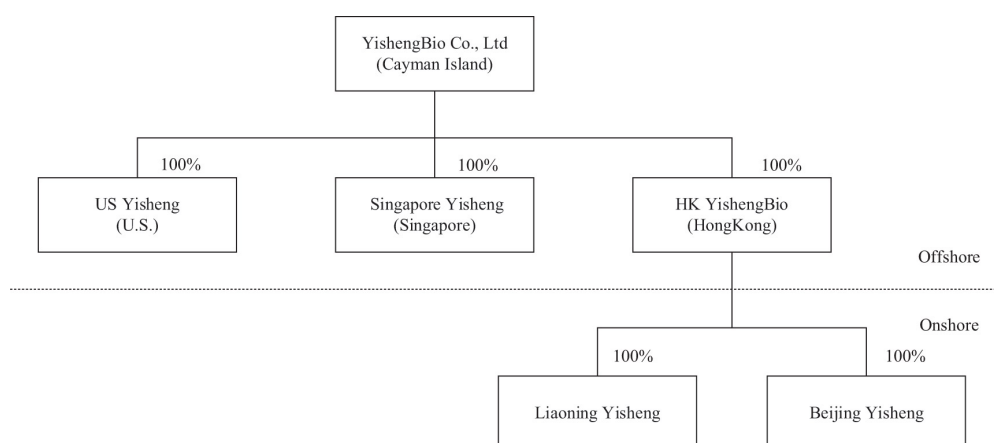 YishengBio Co., Ltd
(Cayman Island)
100%
100%
100%
US Yisheng
(U.S.)
Singapore Yisheng
(Singapore)
HK YishengBio
(HongKong)
Offshore
Onshore
100%
100%
Liaoning Yisheng
Beijing Yisheng